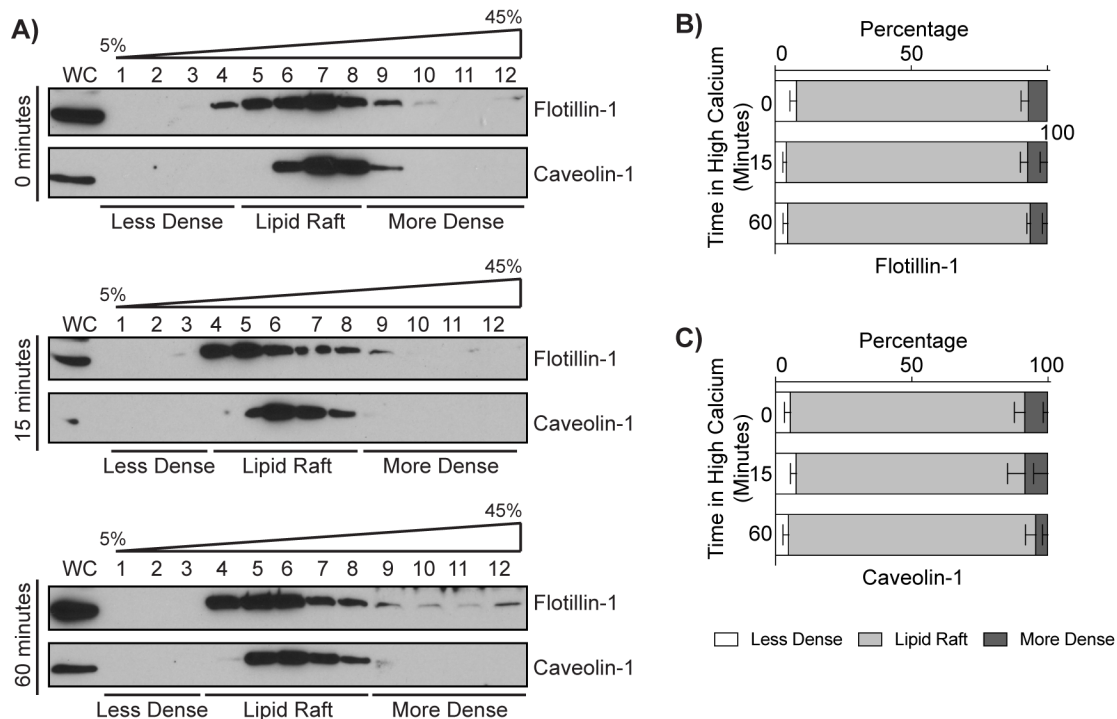 A)
45%
5%
WC 1 2 3 4 5 6 7 8 9 10 11 12
0 minutes
Flotillin-1
Caveolin-1
Less Dense Lipid Raft More Dense
45%
5%
WC 1 2 3 4 5 6 7 8 9 10 11 12
15 minutes
Flotillin-1
Caveolin-1
Less Dense Lipid Raft More Dense
45%
5%
WC 1 2 3 4 5 6 7 8 9 10 11 12
60 minutes
Flotillin-1
Caveolin-1
Less Dense Lipid Raft More Dense
B)
Percentage
0 50
100
Time in High Calcium
(Minutes)
0
15
60
Flotillin-1
C)
Percentage
0 50 100
Time in High Calcium
(Minutes)
0
15
60
Caveolin-1
Less Dense Lipid Raft More Dense